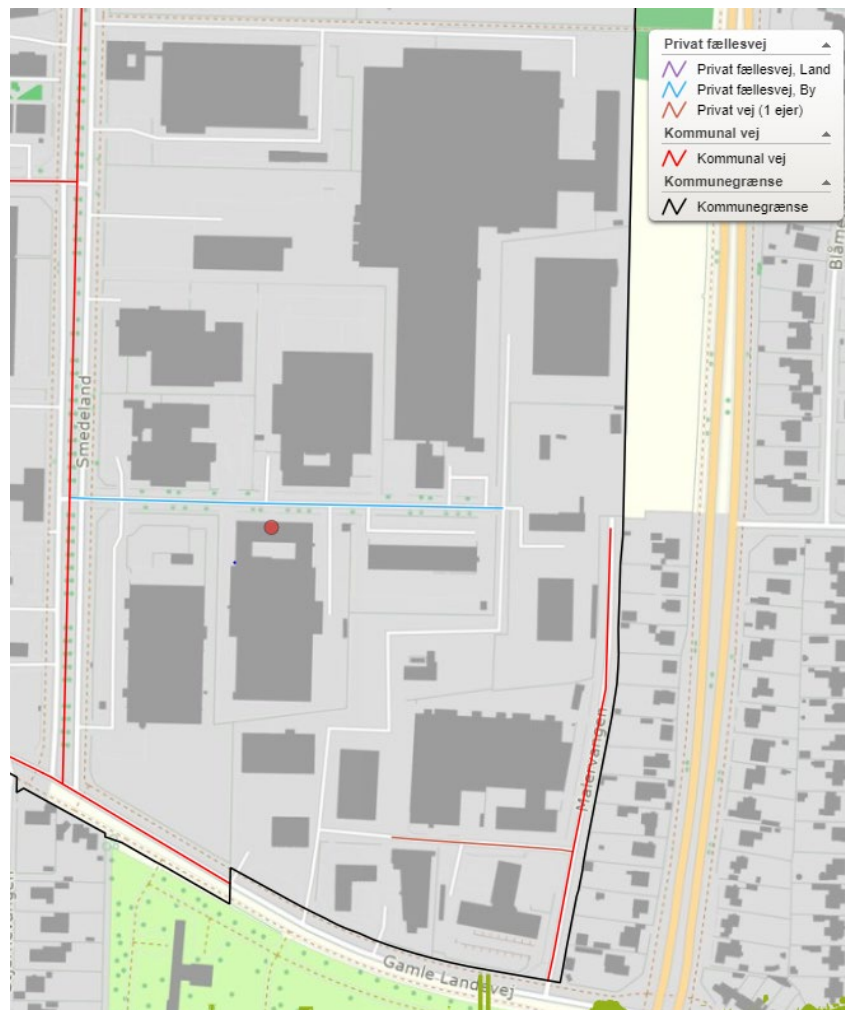 Privat fællesvej
Privat fællesvej, Land
Privat fællesvej, By
Privat vej (1 ejer)
Kommunal vej
Kommunal vej
Kommunegrænse
Kommunegrænse
Smedeland
Malervangen
Gamle Landevej